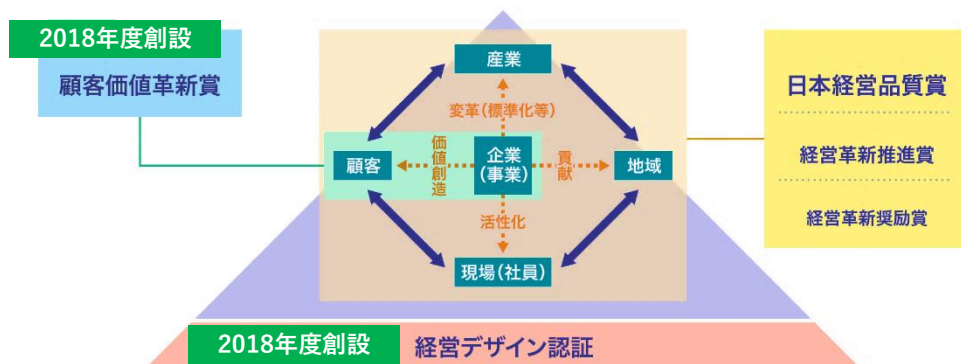 2018年度創設
顧客価値革新賞
産業
変革(標準化等)
顧客
価値創造
企業
(事業)
貢献
地域
活性化
現場(社員)
日本経営品質賞
経営革新推進賞
経営革新奨励賞
2018年度創設
経営デザイン認証